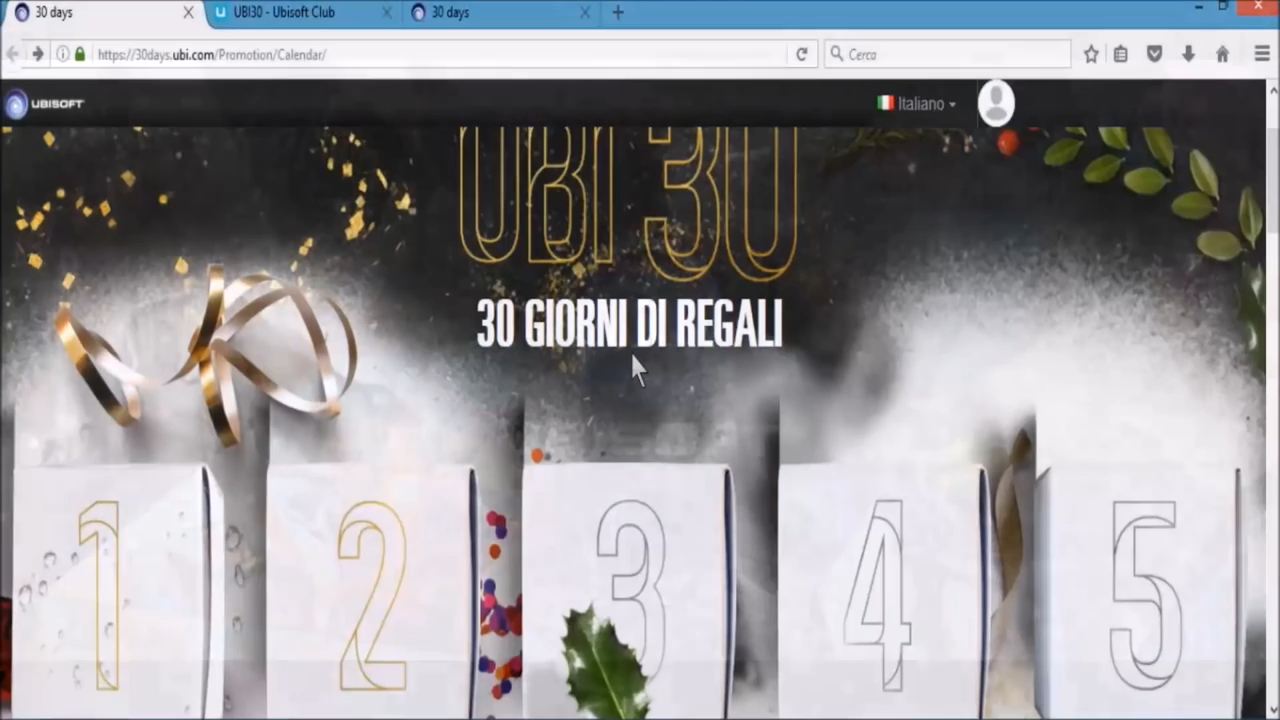 30 days
UBI30 - Ubisoft Club
30 days
https://30days.ubi.com/Promotion/Calendar/
Cerca
UBISOFT
Italiano
UBI 30
30 GIORNI DI REGALI
1
2
3
4
5